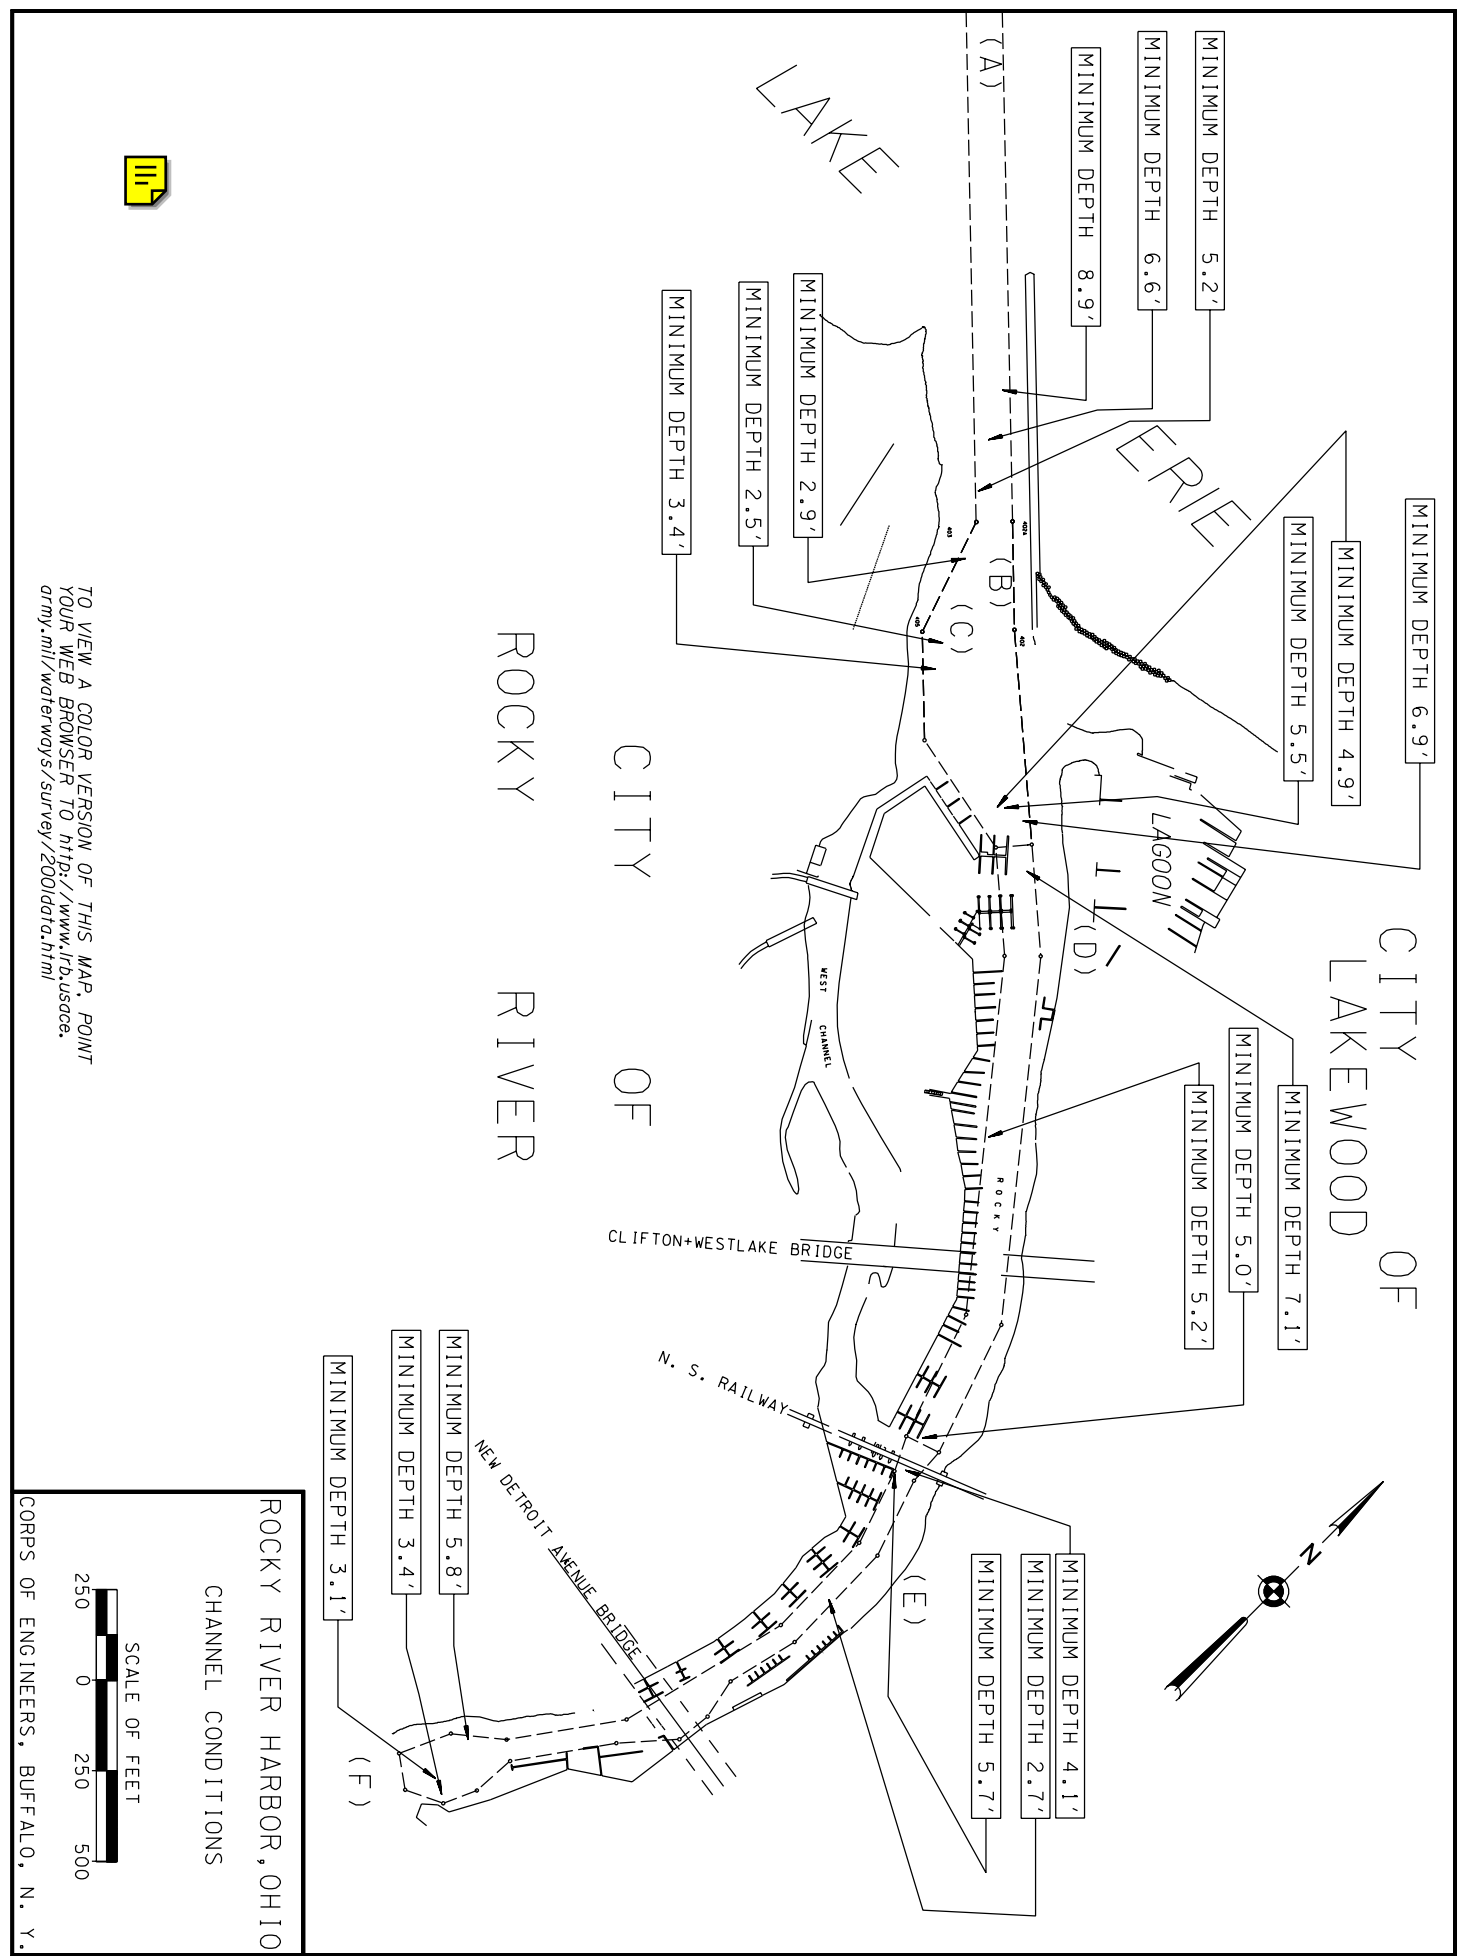 (A)
MINIMUM DEPTH 5.2'
MINIMUM DEPTH 6.6'
MINIMUM DEPTH 8.9'
LAKE
ERIE
MINIMUM DEPTH 2.9'
MINIMUM DEPTH 2.5'
MINIMUM DEPTH 3.4'
MINIMUM DEPTH 6.9'
MINIMUM DEPTH 4.9'
MINIMUM DEPTH 5.5'
403
402A
(B)
(C)
405
402
LAGOON
(D)
CITY OF
LAKEWOOD
CITY OF
ROCKY RIVER
WEST CHANNEL
ROCKY
MINIMUM DEPTH 7.1'
MINIMUM DEPTH 5.0'
MINIMUM DEPTH 5.2'
CLIFTON+WESTLAKE BRIDGE
N. S. RAILWAY
NEW DETROIT AVENUE BRIDGE
MINIMUM DEPTH 5.8'
MINIMUM DEPTH 3.4'
MINIMUM DEPTH 3.1'
MINIMUM DEPTH 4.1'
MINIMUM DEPTH 2.7'
MINIMUM DEPTH 5.7'
(E)
(F)
N
TO VIEW A COLOR VERSION OF THIS MAP, POINT
YOUR WEB BROWSER TO http://www.lrb.usace.
army.mil/waterways/survey/2001data.html
ROCKY RIVER HARBOR, OHIO
CHANNEL CONDITIONS
SCALE OF FEET
250 0 250 500
CORPS OF ENGINEERS, BUFFALO, N. Y.